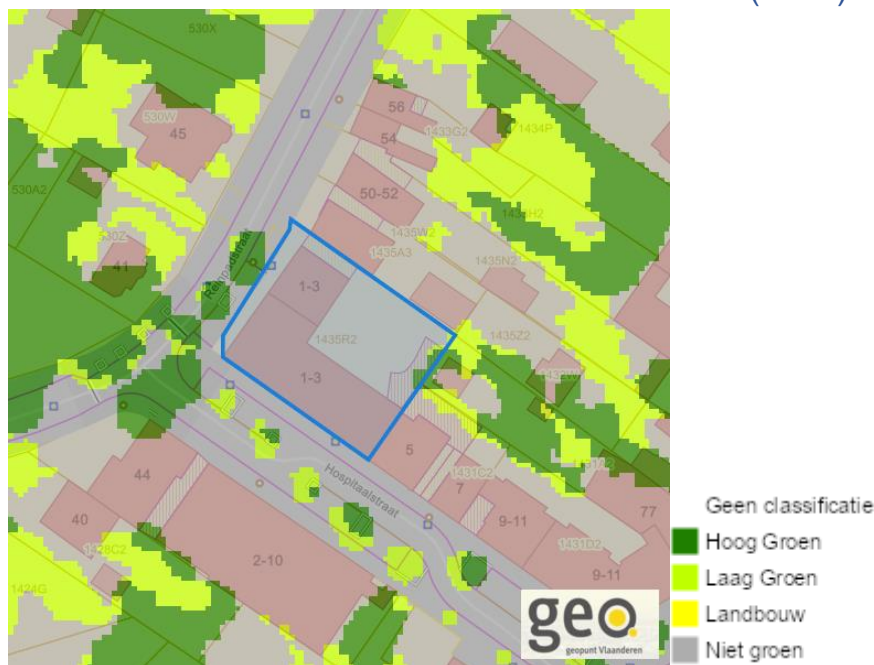 530X
56
1433G2
54
1434P
530W
45
530A2
50-52
1435H2
1435W2
530Z
1435A3
41
Rempadstraat
1435N2
1-3
1435R2
1435Z2
1-3
5
Hospitaalstraat
1431C2
44
7
77
40
9-11
1428C2
1431D2
2-10
9-11
1424G
geo
geopunt Vlaanderen
Geen classificatie
Hoog Groen
Laag Groen
Landbouw
Niet groen